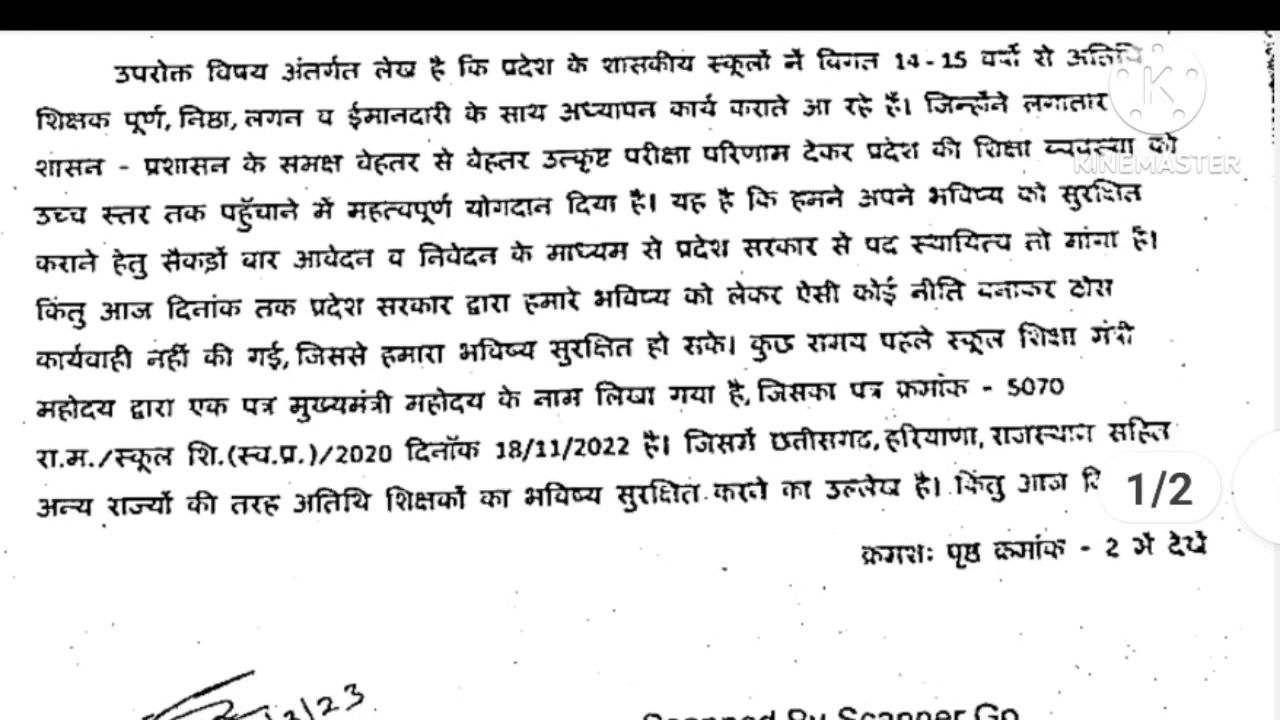 उपरोक्त विषय अंतर्गत लेख है कि प्रदेश के शासकीय स्कूलों में विगत 14-15 वर्षों से अतिथि
शिक्षक पूर्ण, निष्ठा, लगन व ईमानदारी के साथ अध्यापन कार्य कराते आ रहे हैं। जिन्होंने लगातार
शासन - प्रशासन के समक्ष बेहतर से बेहतर उत्कृष्ट परीक्षा परिणाम देकर प्रदेश की शिक्षा व्यवस्था को
KINEMASTER
उच्च स्तर तक पहुँचाने में महत्वपूर्ण योगदान दिया है। यह है कि हमने अपने भविष्य को सुरक्षित
कराने हेतु सैकड़ों बार आवेदन व निवेदन के माध्यम से प्रदेश सरकार से पद स्थायित्व तो मांगा है।
किंतु आज दिनांक तक प्रदेश सरकार द्वारा हमारे भविष्य को लेकर ऐसी कोई नीति बनाकर ठोस
कार्यवाही नहीं की गई, जिससे हमारा भविष्य सुरक्षित हो सके। कुछ समय पहले स्कूल शिक्षा मंत्री
महोदय द्वारा एक पत्र मुख्यमंत्री महोदय के नाम लिखा गया है, जिसका पत्र क्रमांक - 5070
रा.म./स्कूल शि.(स्व.प्र.)/2020 दिनॉक 18/11/2022 है। जिसमें छतीसगढ, हरियाणा, राजस्थान सहित
अन्य राज्यों की तरह अतिथि शिक्षकों का भविष्य सुरक्षित करने का उल्लेख है। किंतु आज
1/2
क्रमशः पृष्ठ क्रमांक - 2 में देखें
/23
Scanned By Scanner Go